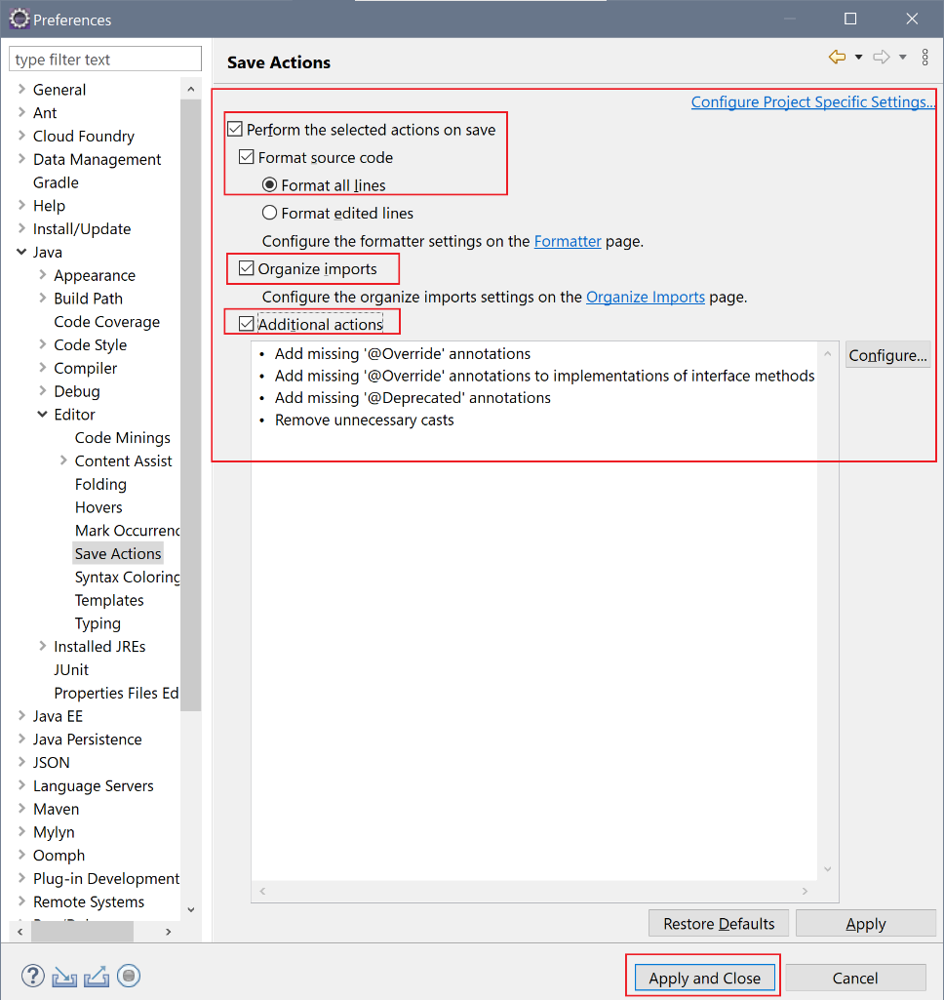 Preferences
type filter text
General
Ant
Cloud Foundry
Data Management
Gradle
Help
Install/Update
Java
Appearance
Build Path
Code Coverage
Code Style
Compiler
Debug
Editor
Code Minings
Content Assist
Folding
Hovers
Mark Occurrenc
Save Actions
Syntax Coloring
Templates
Typing
Installed JREs
JUnit
Properties Files Ed
Java EE
Java Persistence
JSON
Language Servers
Maven
Mylyn
Oomph
Plug-in Development
Remote Systems
Save Actions
Configure Project Specific Settings...
Perform the selected actions on save
Format source code
Format all lines
Format edited lines
Configure the formatter settings on the Formatter page.
Organize imports
Configure the organize imports settings on the Organize Imports page.
Additional actions
• Add missing '@Override' annotations
• Add missing '@Override' annotations to implementations of interface methods
• Add missing '@Deprecated' annotations
• Remove unnecessary casts
Configure...
Restore Defaults
Apply
Apply and Close
Cancel